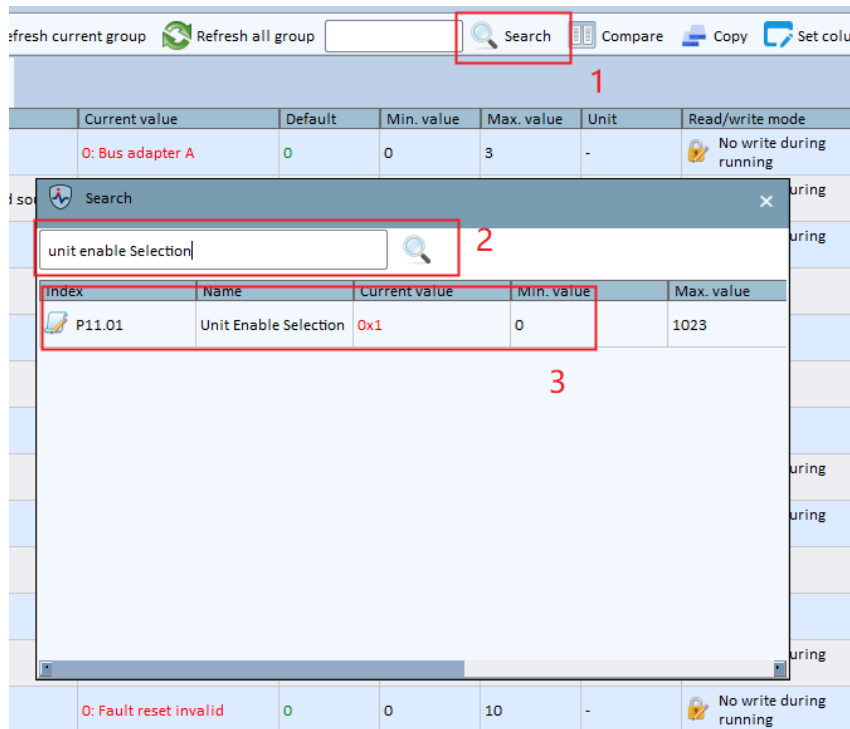 efresh current group Refresh all group Search Compare Copy Set colu
1
Current value Default Min. value Max. value Unit Read/write mode
0: Bus adapter A 0 0 3 - No write during
running
d sou Search uring
uring
unit enable Selection 2
Index Name Current value Min. value Max. value
P11.01 Unit Enable Selection 0x1 0 1023
3
uring
uring
uring
0: Fault reset invalid 0 0 10 - No write during
running